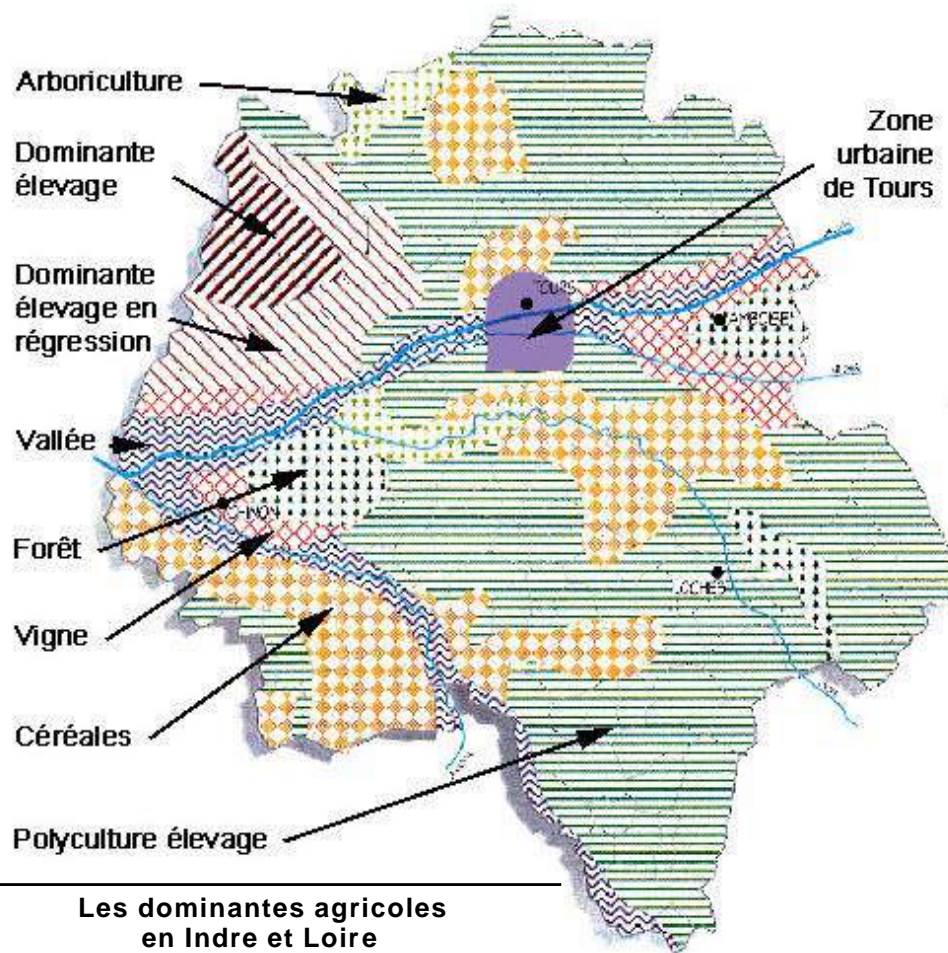 Arboriculture
Dominante
élevage
Dominante
élevage en
régression
Vallée
Forêt
Vigne
Céréales
Polyculture élevage
Zone
urbaine
de Tours
TOURS
AMBOISE
CHINON
LOCHES
Les dominantes agricoles
en Indre et Loire